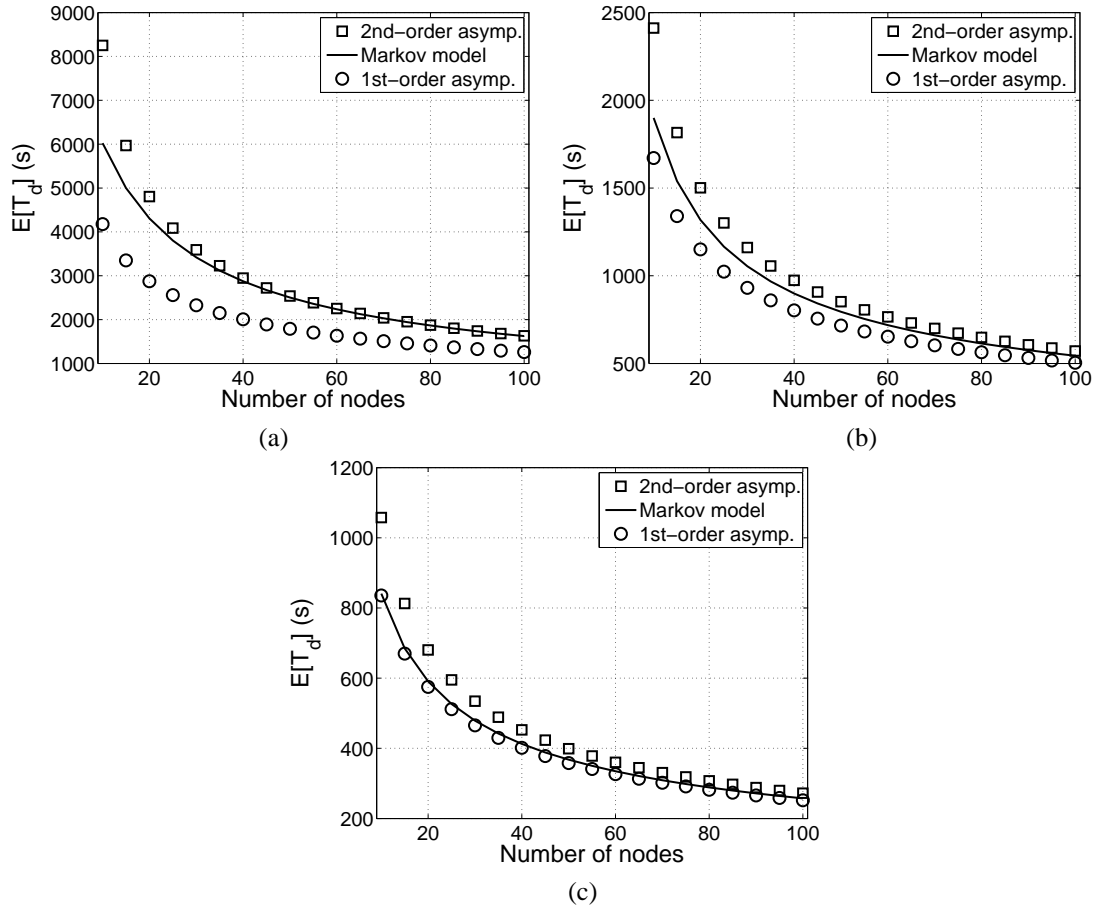 9000
8000
7000
6000
5000
4000
3000
2000
1000
E[T_d] (s)
2nd−order asymp.
Markov model
1st−order asymp.
20 40 60 80 100
Number of nodes
(a)
2500
2000
1500
1000
500
E[T_d] (s)
2nd−order asymp.
Markov model
1st−order asymp.
20 40 60 80 100
Number of nodes
(b)
1200
1000
800
600
400
200
E[T_d] (s)
2nd−order asymp.
Markov model
1st−order asymp.
20 40 60 80 100
Number of nodes
(c)